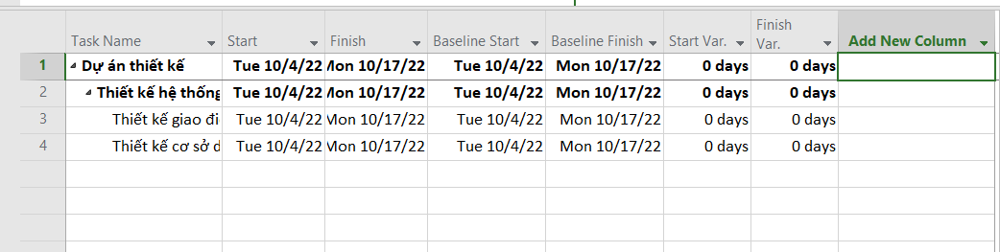 Task Name Start Finish Baseline Start Baseline Finish Start Var. Finish Var. Add New Column
1 Dự án thiết kế Tue 10/4/22 Mon 10/17/22 Tue 10/4/22 Mon 10/17/22 0 days 0 days
2 Thiết kế hệ thống Tue 10/4/22 Mon 10/17/22 Tue 10/4/22 Mon 10/17/22 0 days 0 days
3 Thiết kế giao Tue 10/4/22 Mon 10/17/22 Tue 10/4/22 Mon 10/17/22 0 days 0 days
4 Thiết kế cơ sở Tue 10/4/22 Mon 10/17/22 Tue 10/4/22 Mon 10/17/22 0 days 0 days